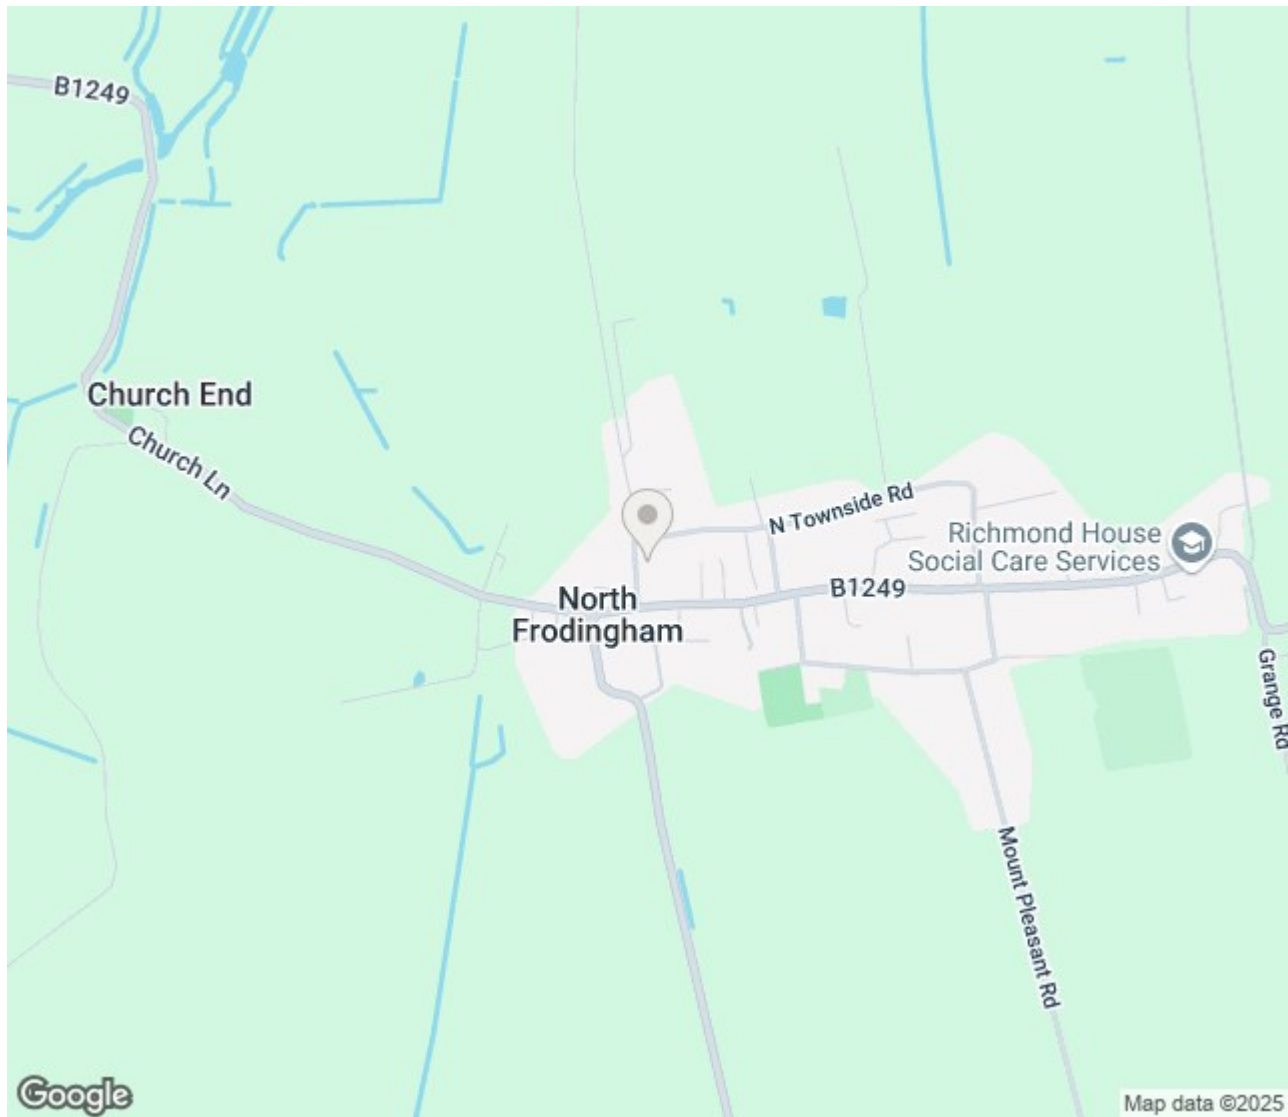 B1249
Church End
Church Ln
N Townside Rd
Richmond House
Social Care Services
B1249
North
Frodingham
Grange Rd
Mount Pleasant Rd
Google
Map data ©2025